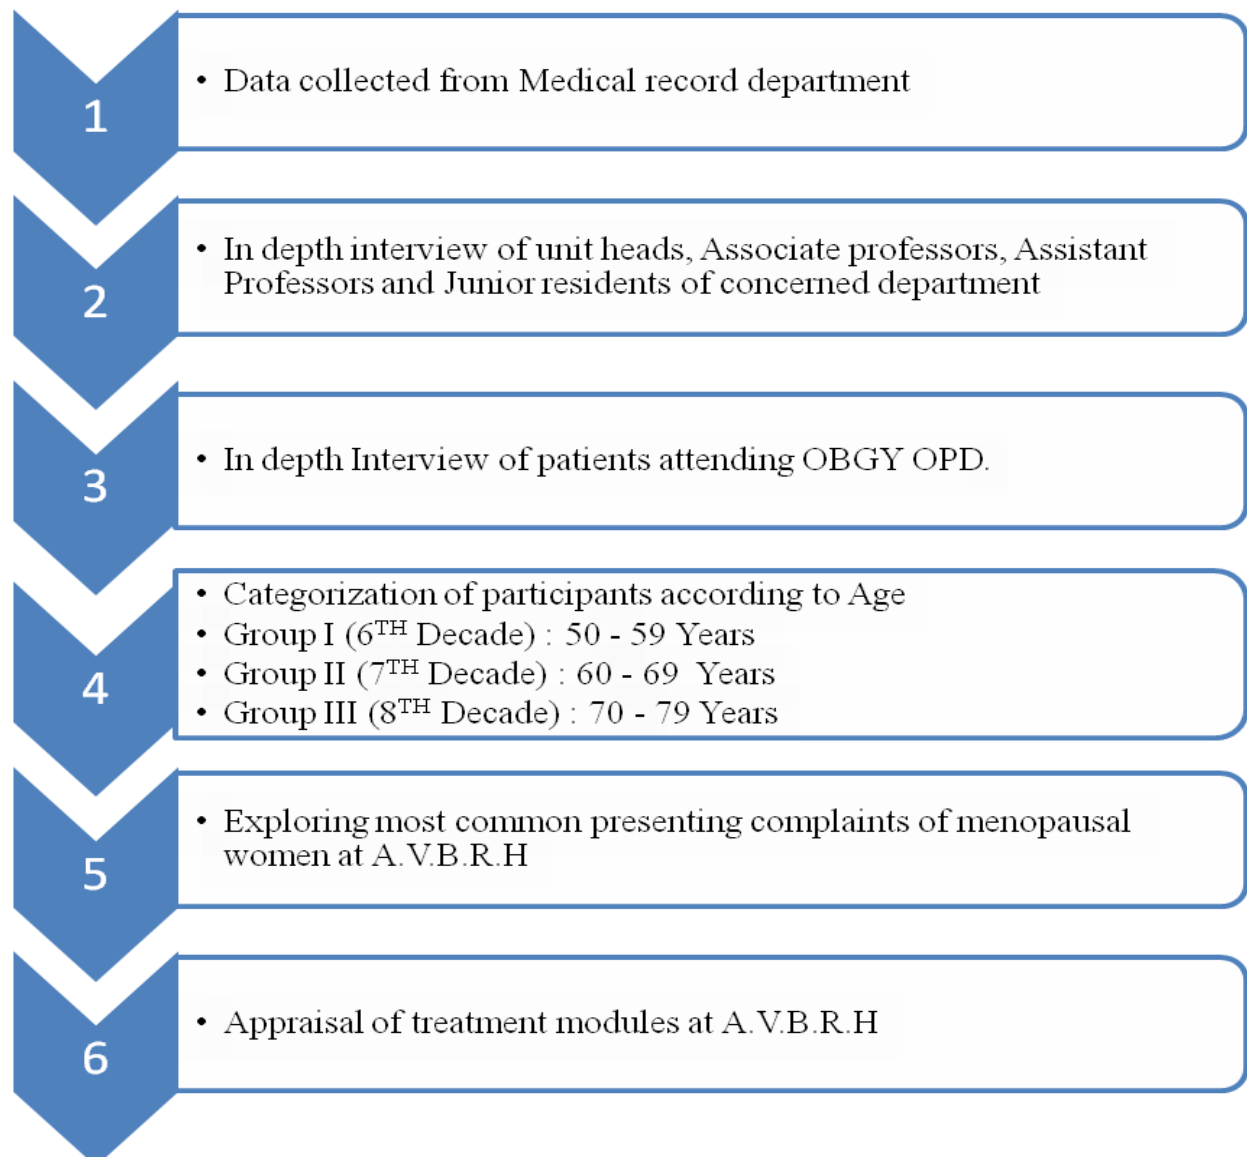 1
• Data collected from Medical record department
2
• In depth interview of unit heads, Associate professors, Assistant
Professors and Junior residents of concerned department
3
• In depth Interview of patients attending OBGY OPD.
4
• Categorization of participants according to Age
• Group I (6TH Decade) : 50 - 59 Years
• Group II (7TH Decade) : 60 - 69 Years
• Group III (8TH Decade) : 70 - 79 Years
5
• Exploring most common presenting complaints of menopausal
women at A.V.B.R.H
6
• Appraisal of treatment modules at A.V.B.R.H